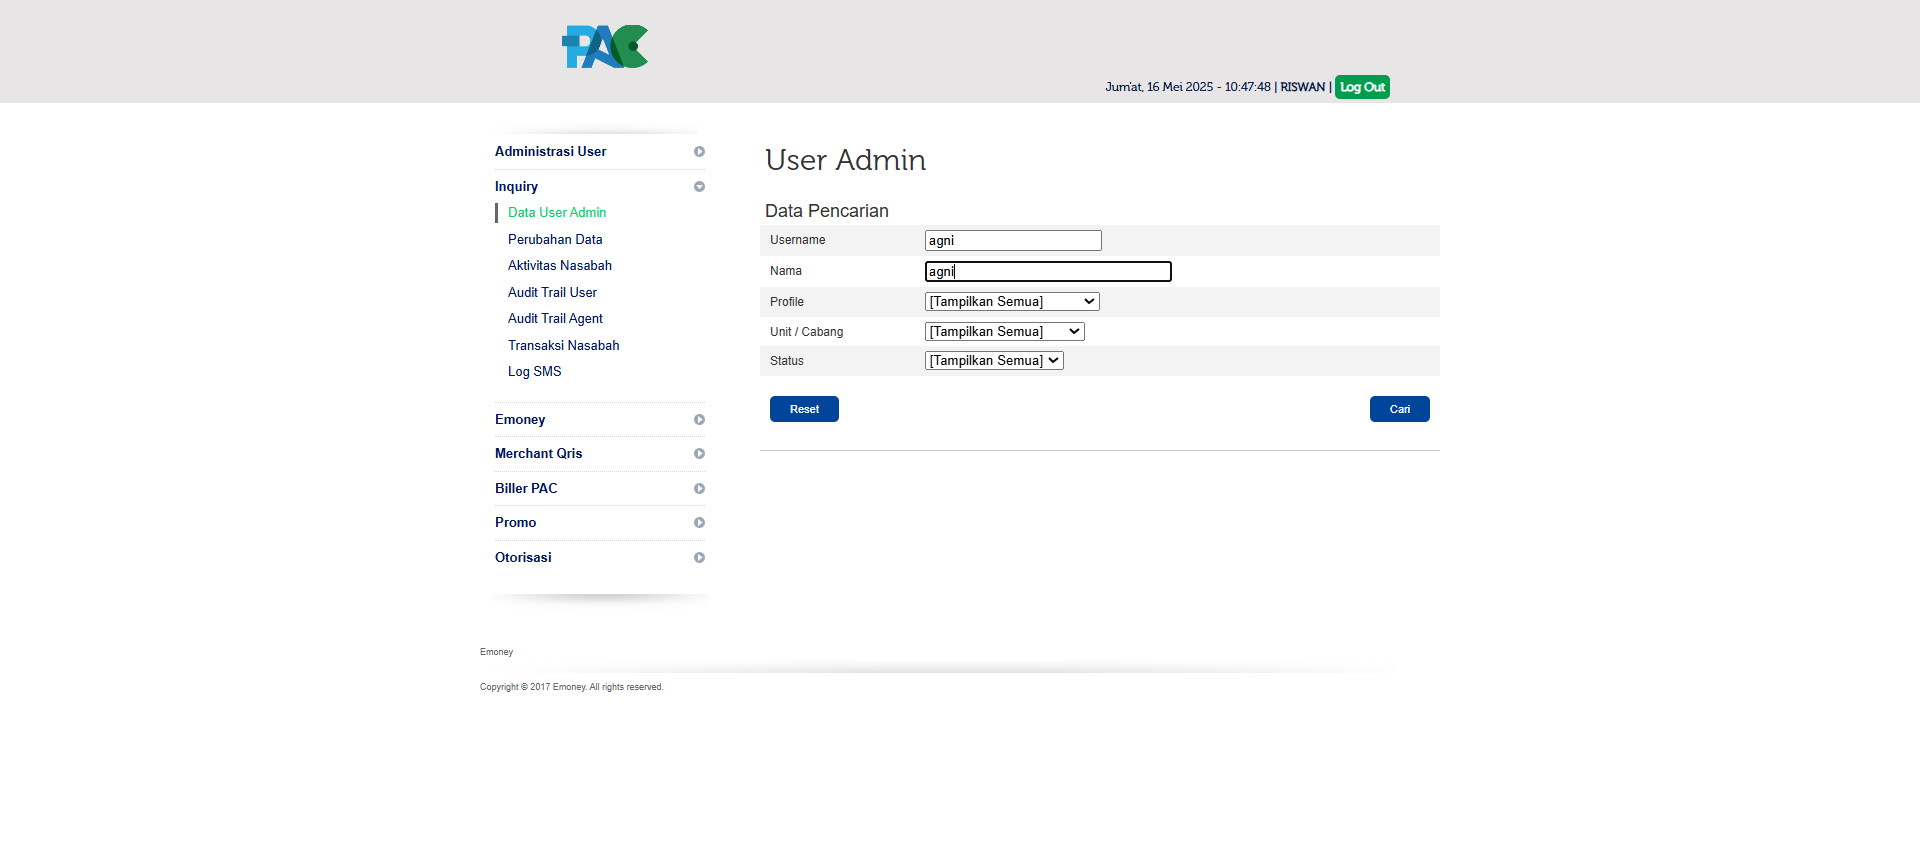 PAC
Jum'at, 16 Mei 2025 - 10:47:48 | RISWAN | Log Out
Administrasi User
Inquiry
Data User Admin
Perubahan Data
Aktivitas Nasabah
Audit Trail User
Audit Trail Agent
Transaksi Nasabah
Log SMS
Emoney
Merchant Qris
Biller PAC
Promo
Otorisasi
User Admin
Data Pencarian
Username agni
Nama agni
Profile [Tampilkan Semua]
Unit / Cabang [Tampilkan Semua]
Status [Tampilkan Semua]
Reset Cari
Emoney
Copyright © 2017 Emoney. All rights reserved.